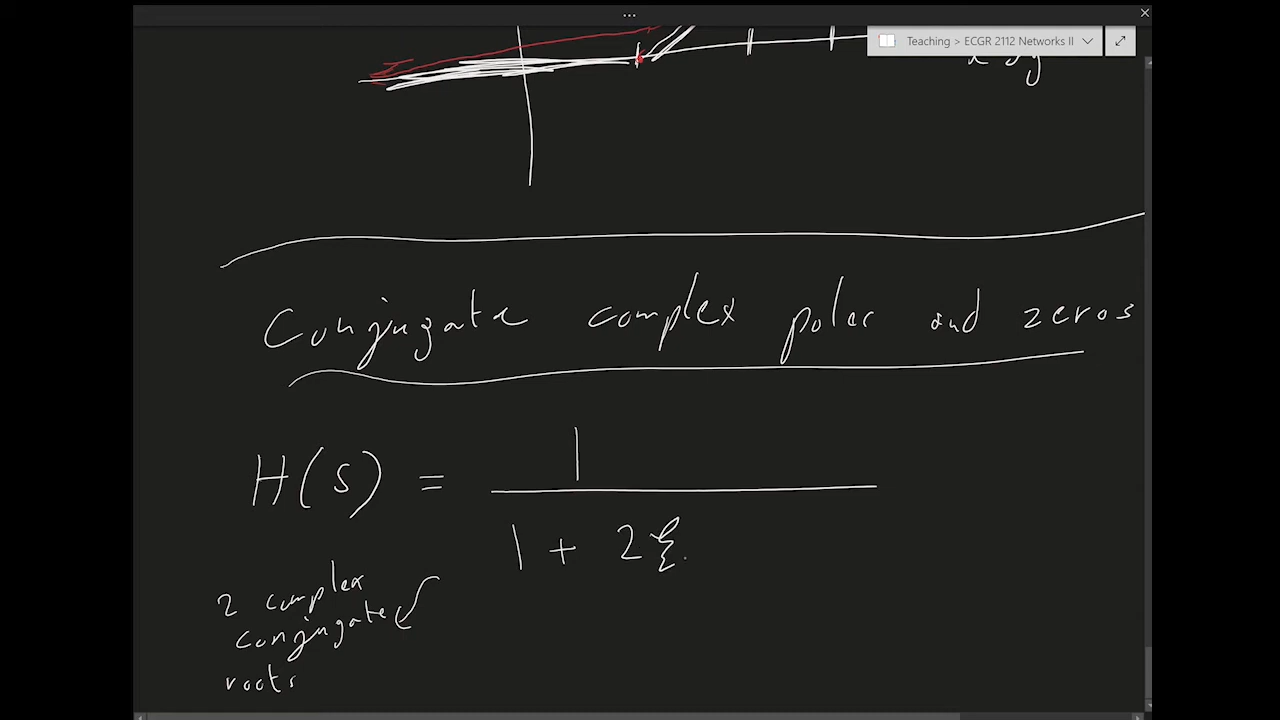 ...
Teaching > ECGR 2112 Networks II
Conjugate complex poles and zeros
H(s) = 1
1 + 2ξ
2 complex
conjugate
roots